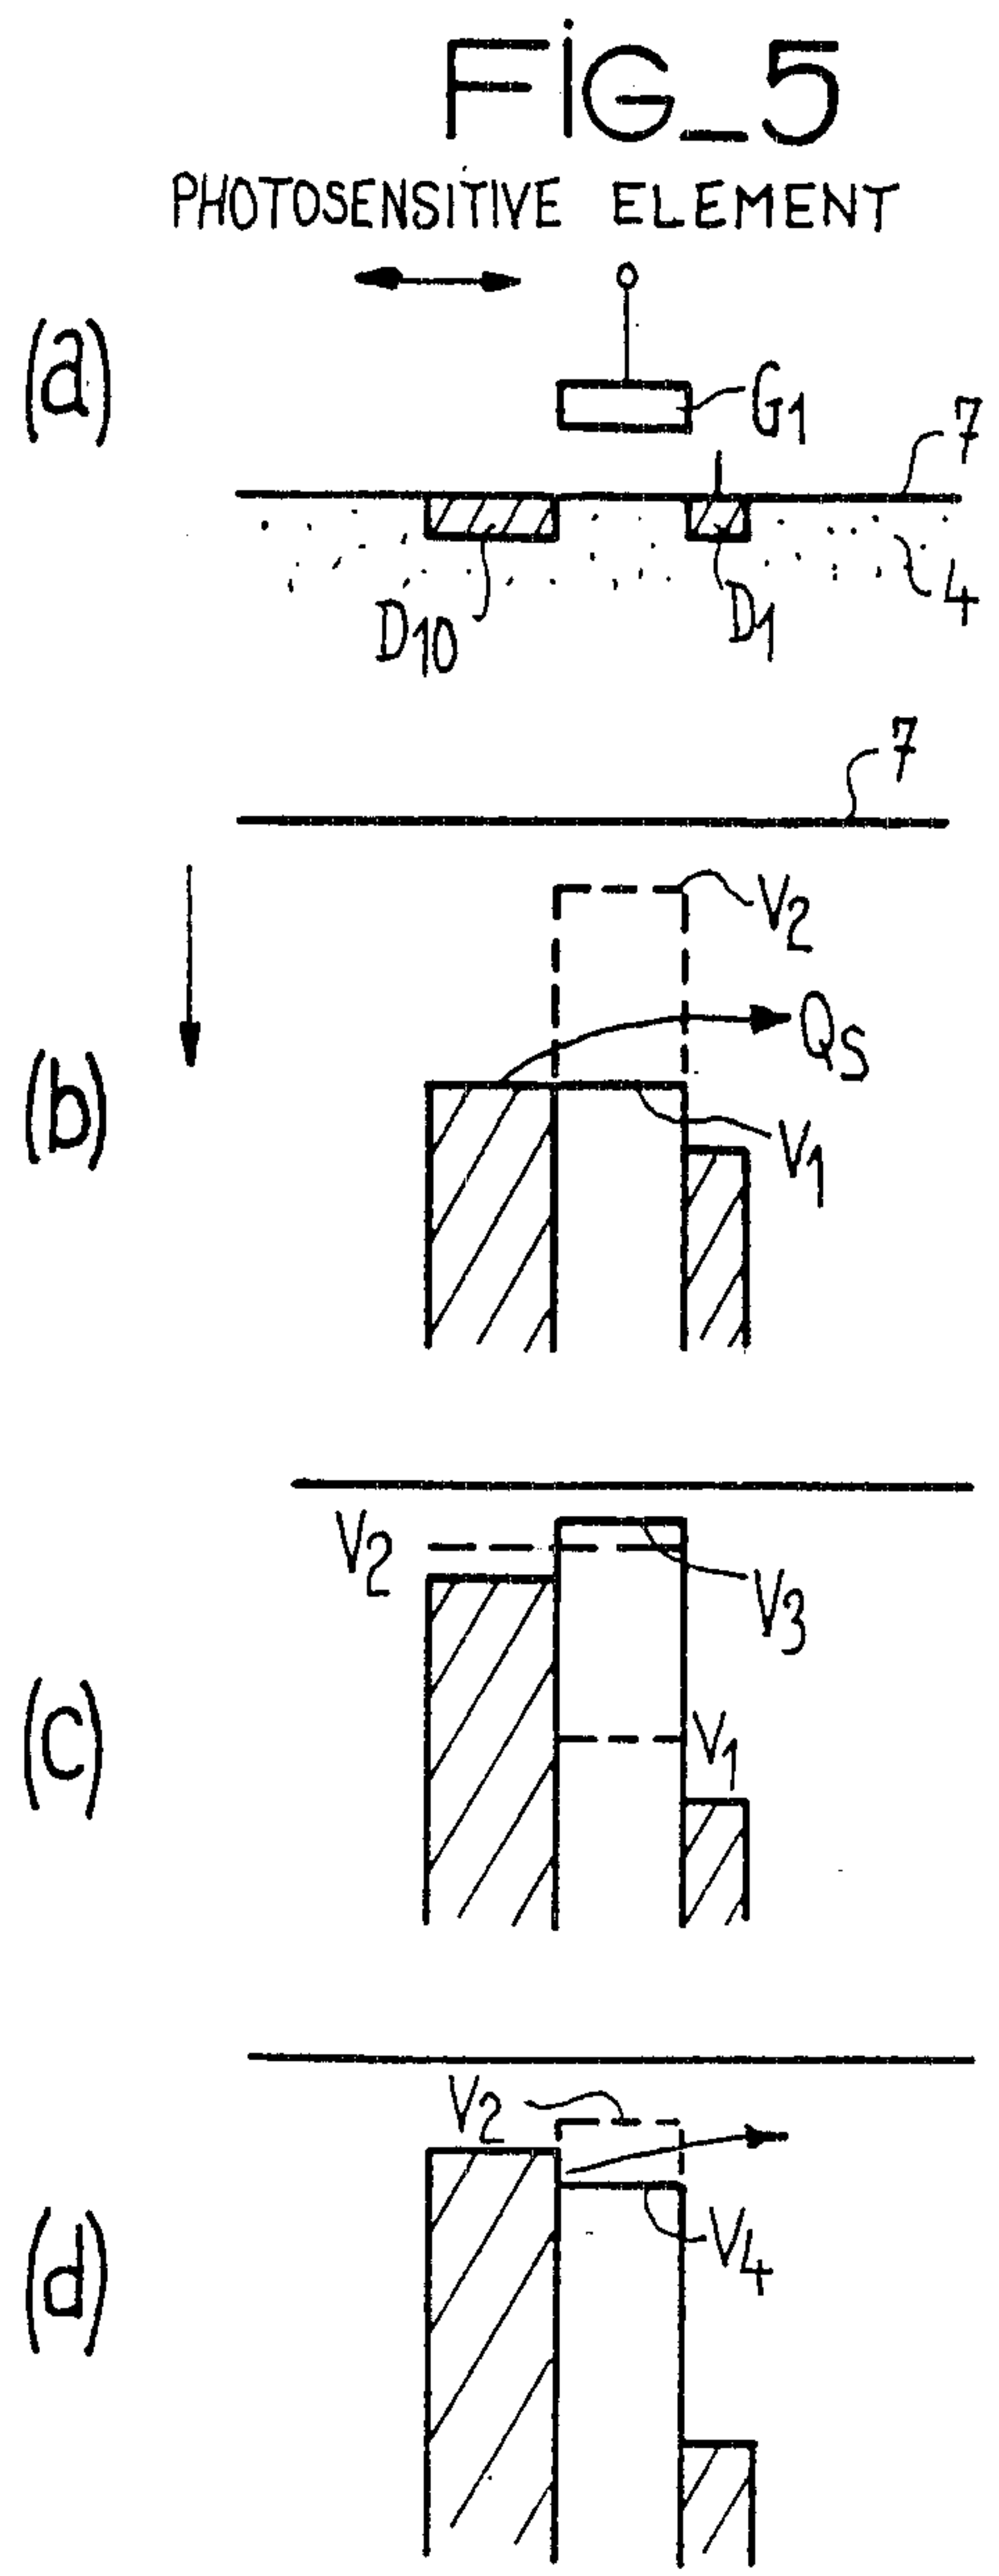 FiG_5
PHOTOSENSITIVE ELEMENT
(a)
G1
7
D10
D1
4
7
V2
QS
(b)
V1
V2
V3
(c)
V1
V2
(d)
V4